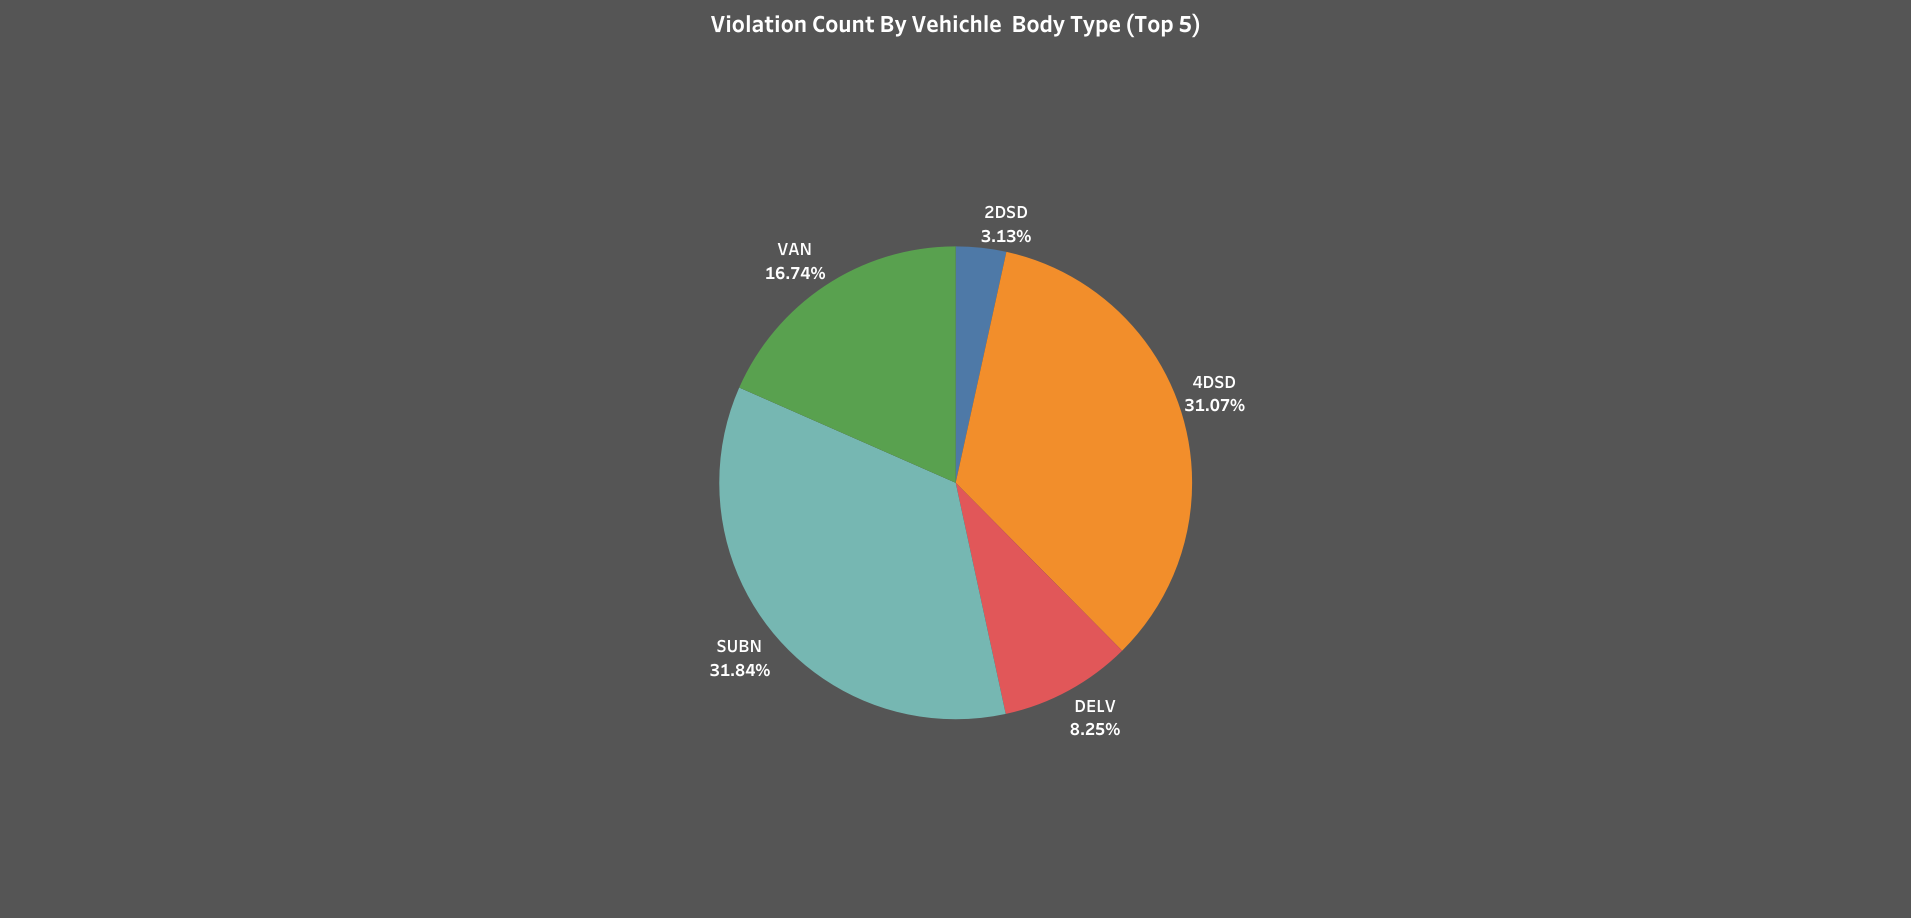 Violation Count By Vehichle  Body Type (Top 5)
2DSD
3.13%
VAN
16.74%
4DSD
31.07%
SUBN
31.84%
DELV
8.25%